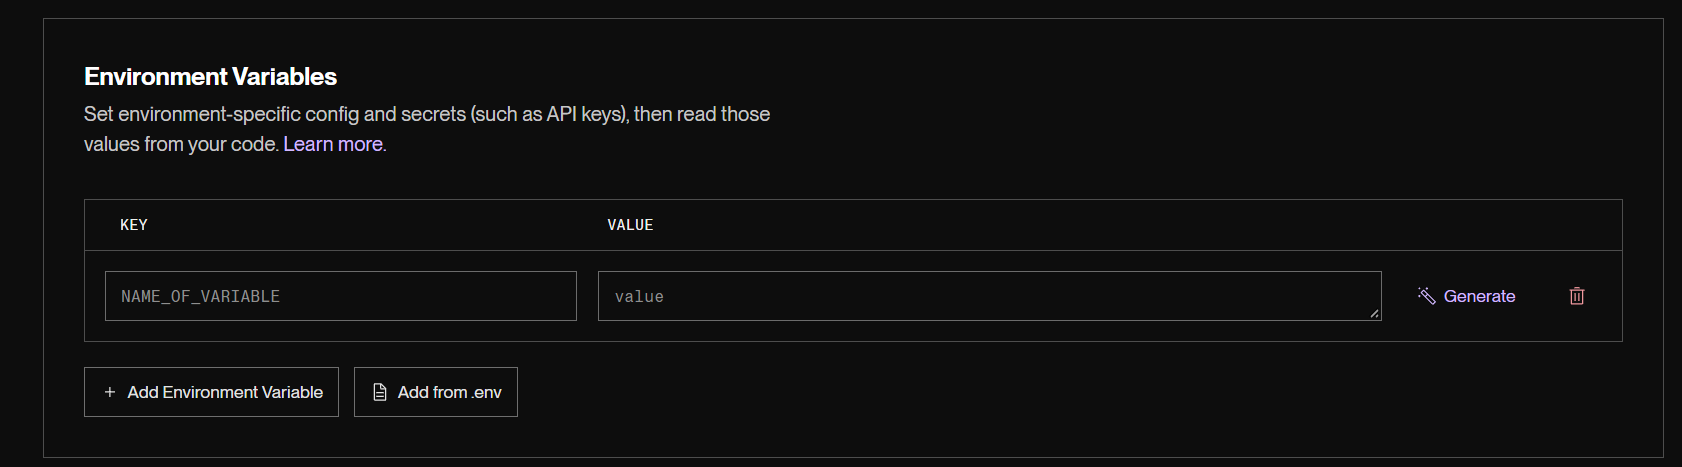 Environment Variables
Set environment-specific config and secrets (such as API keys), then read those
values from your code. Learn more.
KEY VALUE
NAME_OF_VARIABLE value Generate
+ Add Environment Variable Add from .env